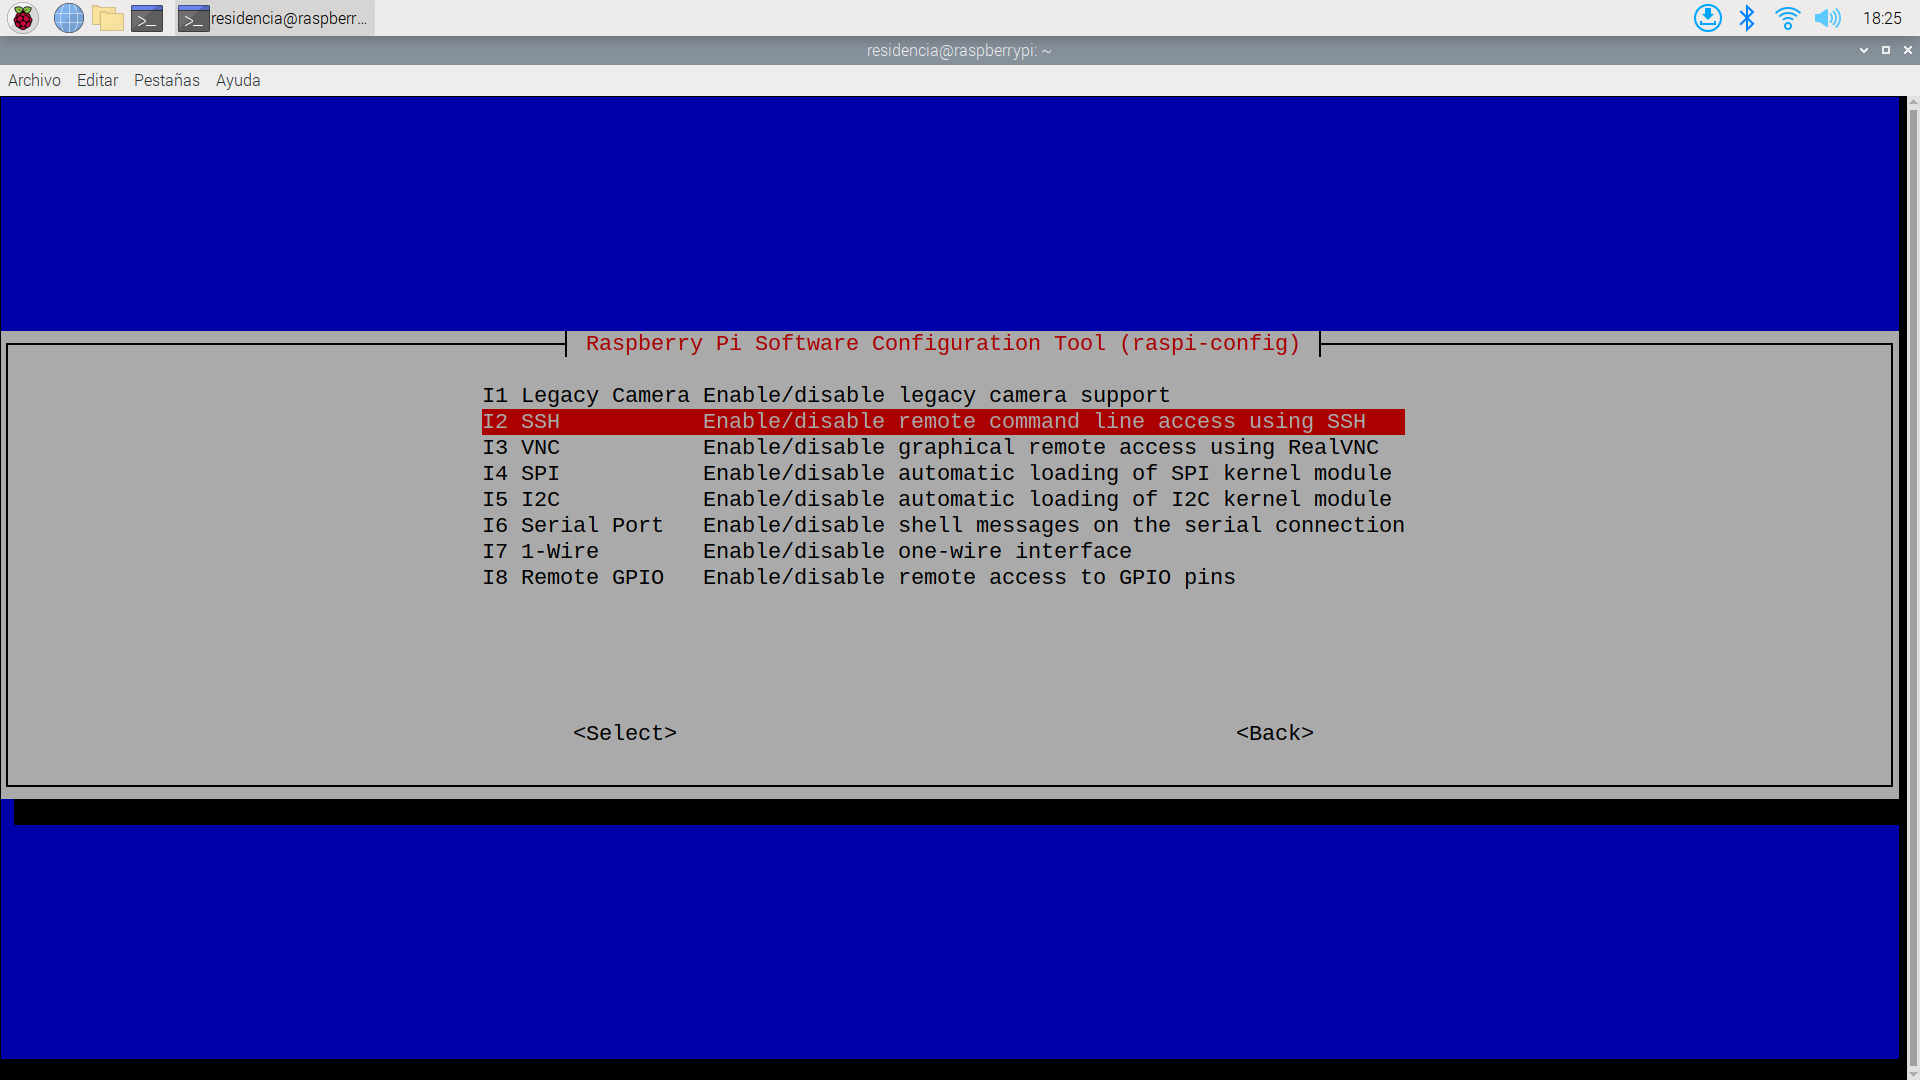 residencia@raspberr... 18:25
residencia@raspberrypi: ~
Archivo Editar Pestañas Ayuda
Raspberry Pi Software Configuration Tool (raspi-config)
I1 Legacy Camera Enable/disable legacy camera support
I2 SSH Enable/disable remote command line access using SSH
I3 VNC Enable/disable graphical remote access using RealVNC
I4 SPI Enable/disable automatic loading of SPI kernel module
I5 I2C Enable/disable automatic loading of I2C kernel module
I6 Serial Port Enable/disable shell messages on the serial connection
I7 1-Wire Enable/disable one-wire interface
I8 Remote GPIO Enable/disable remote access to GPIO pins
<Select> <Back>